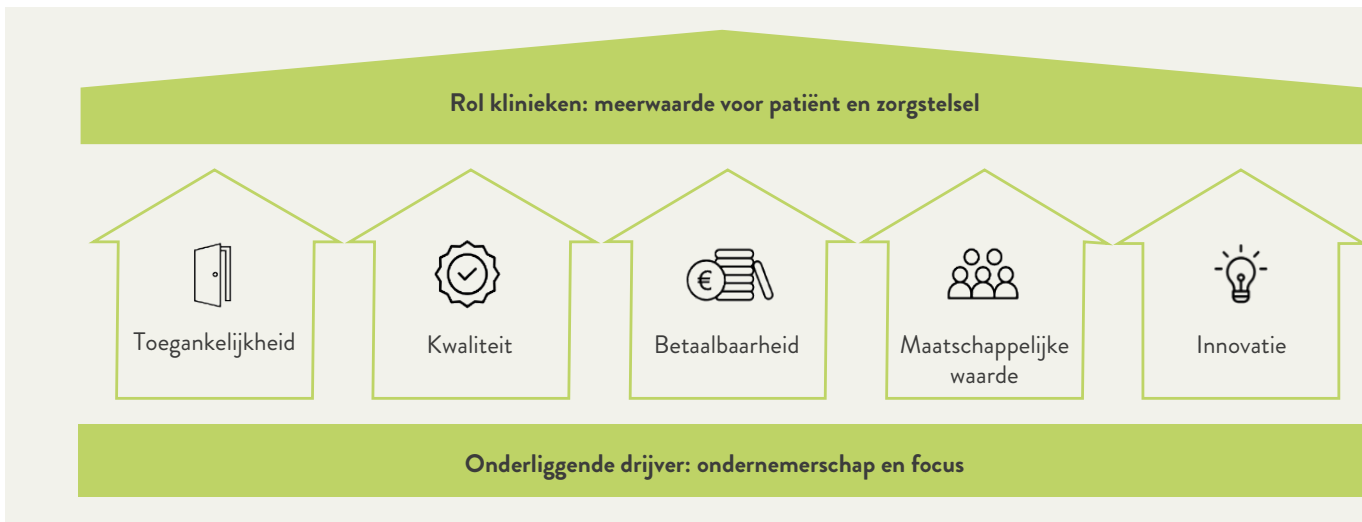 Rol klinieken: meerwaarde voor patiënt en zorgstelsel
€
Toegankelijkheid
Kwaliteit
Betaalbaarheid
Maatschappelijke
waarde
Innovatie
Onderliggende drijver: ondernemerschap en focus